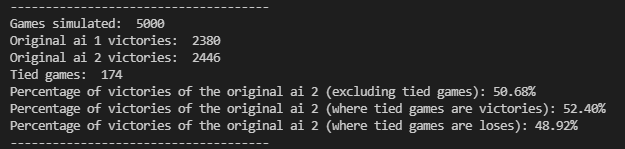 -------------------------------------
Games simulated:  5000
Original ai 1 victories:  2380
Original ai 2 victories:  2446
Tied games:  174
Percentage of victories of the original ai 2 (excluding tied games): 50.68%
Percentage of victories of the original ai 2 (where tied games are victories): 52.40%
Percentage of victories of the original ai 2 (where tied games are loses): 48.92%
-------------------------------------